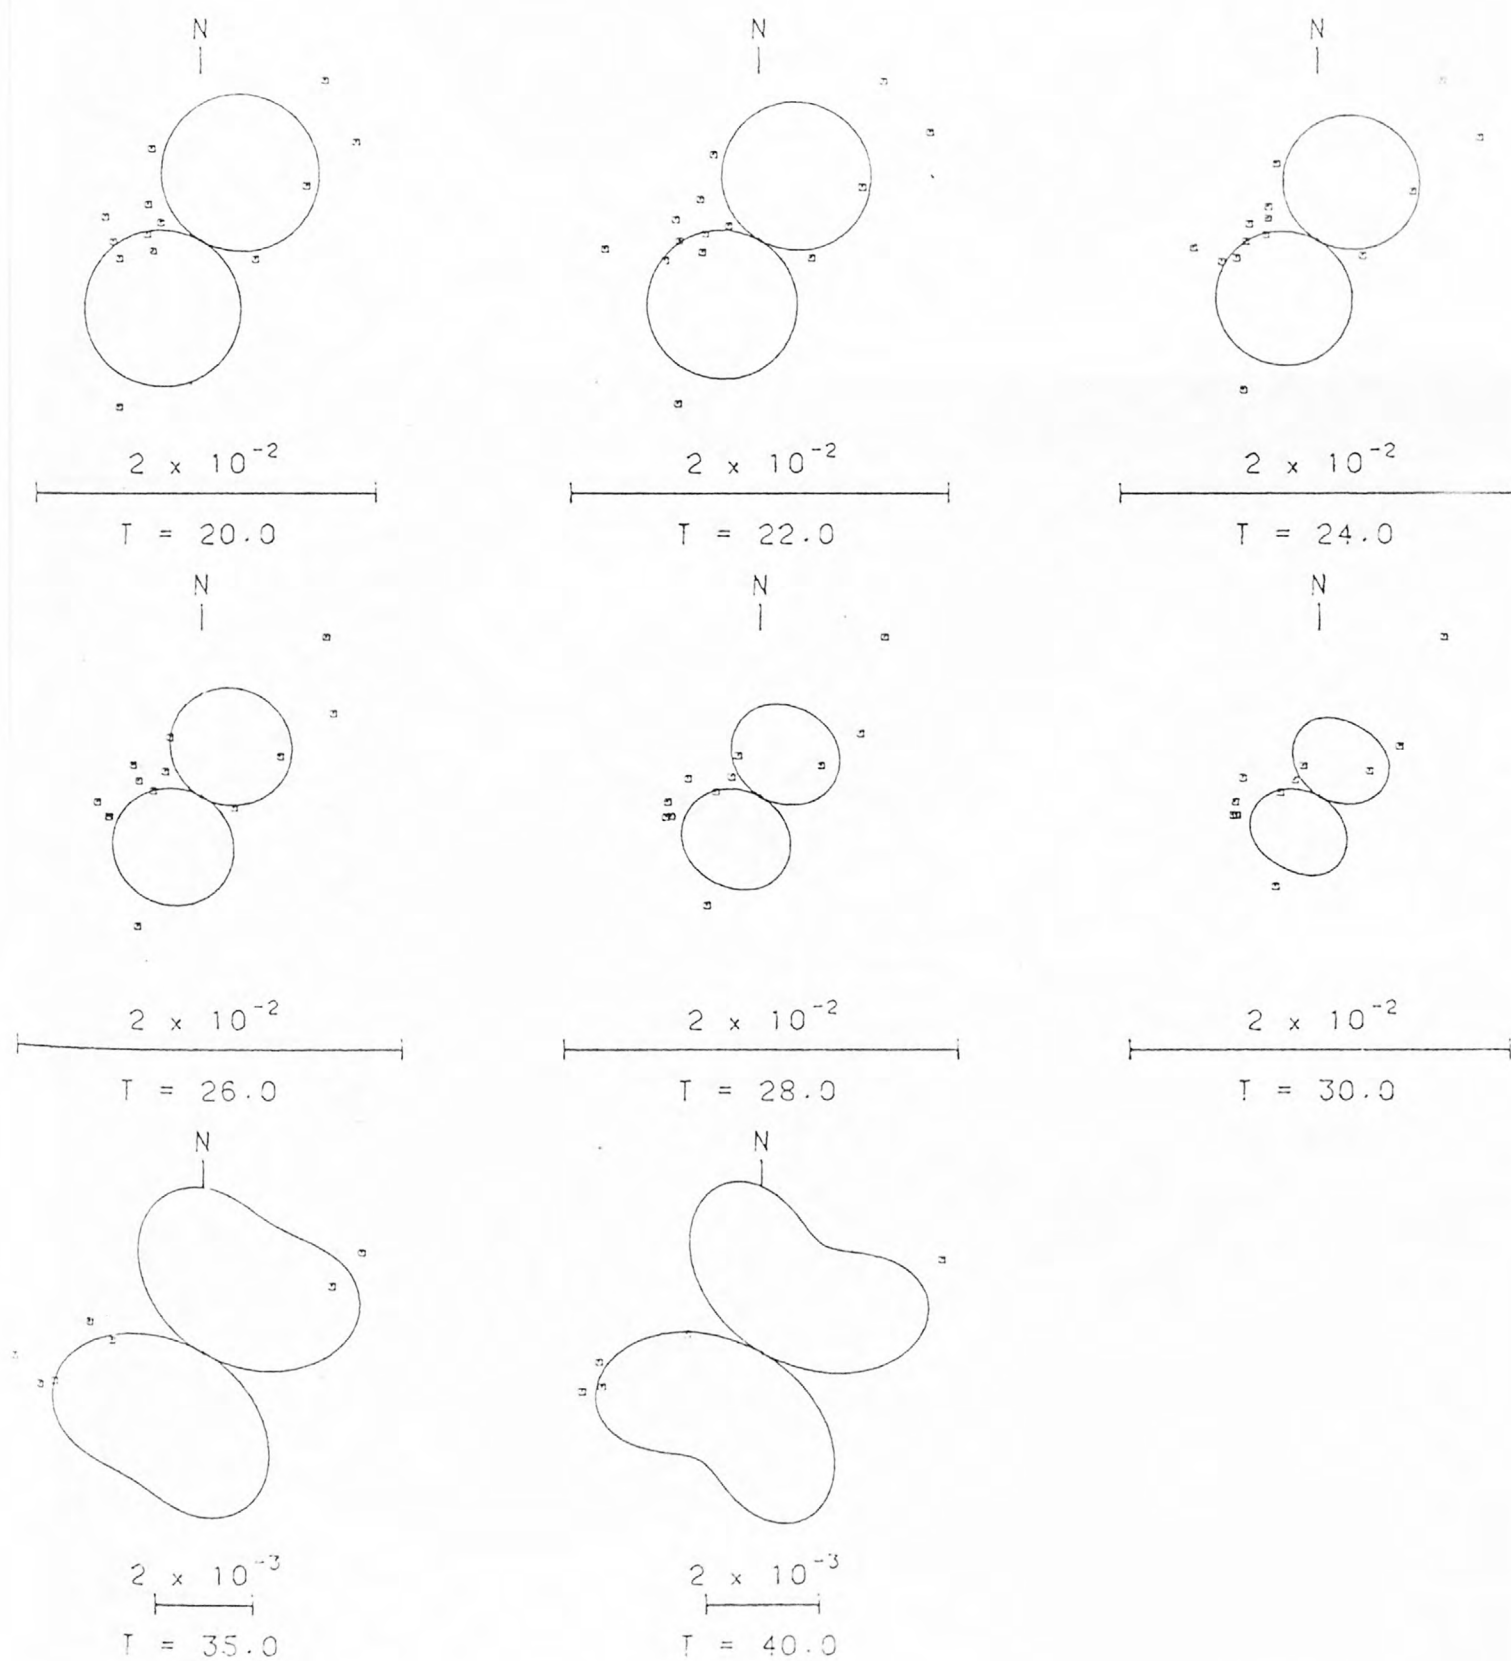 N N N
2 x 10⁻² 2 x 10⁻² 2 x 10⁻²
T = 20.0 T = 22.0 T = 24.0
N N N
2 x 10⁻² 2 x 10⁻² 2 x 10⁻²
T = 26.0 T = 28.0 T = 30.0
N N
2 x 10⁻³ 2 x 10⁻³
T = 35.0 T = 40.0